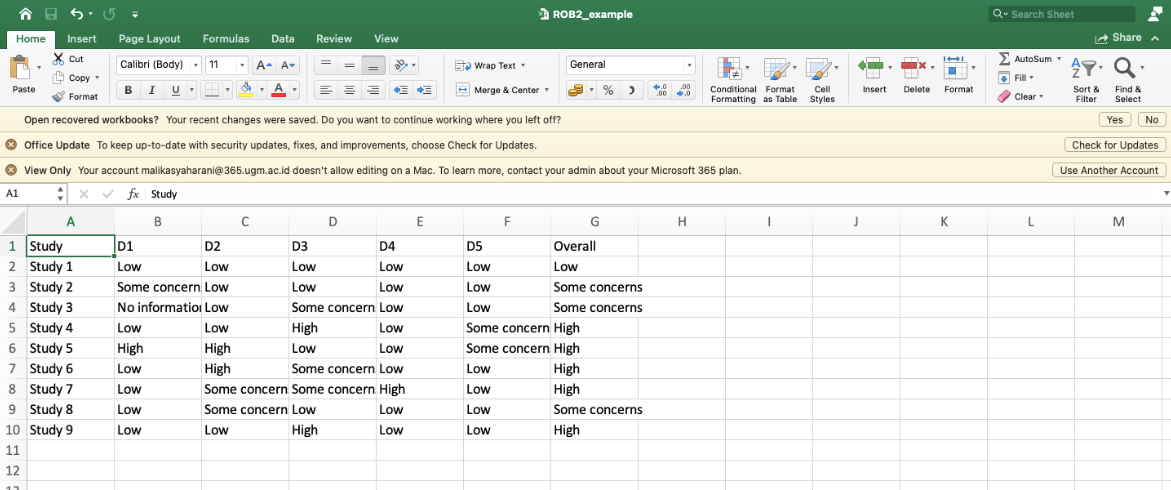 ROB2_example
Search Sheet
Home Insert Page Layout Formulas Data Review View Share
Paste
Cut
Copy
Format
Calibri (Body) 11 A A
B I U A
Wrap Text
Merge & Center
General
% )
Conditional Formatting
Format as Table
Cell Styles
Insert
Delete
Format
AutoSum
Fill
Clear
Sort & Filter
Find & Select
Open recovered workbooks? Your recent changes were saved. Do you want to continue working where you left off? Yes No
Office Update To keep up-to-date with security updates, fixes, and improvements, choose Check for Updates. Check for Updates
View Only Your account malikasyaharani@365.ugm.ac.id doesn't allow editing on a Mac. To learn more, contact your admin about your Microsoft 365 plan. Use Another Account
A1 fx Study
A B C D E F G H I J K L M
1 Study D1 D2 D3 D4 D5 Overall
2 Study 1 Low Low Low Low Low Low
3 Study 2 Some concern Low Low Low Low Some concerns
4 Study 3 No informatio Low Some concern Low Low Some concerns
5 Study 4 Low Low High Low Some concern High
6 Study 5 High High Low Low Some concern High
7 Study 6 Low High Some concern Low Low High
8 Study 7 Low Some concern Some concern High Low High
9 Study 8 Low Some concern Low Low Low Some concerns
10 Study 9 Low Low High Low Low High
11
12